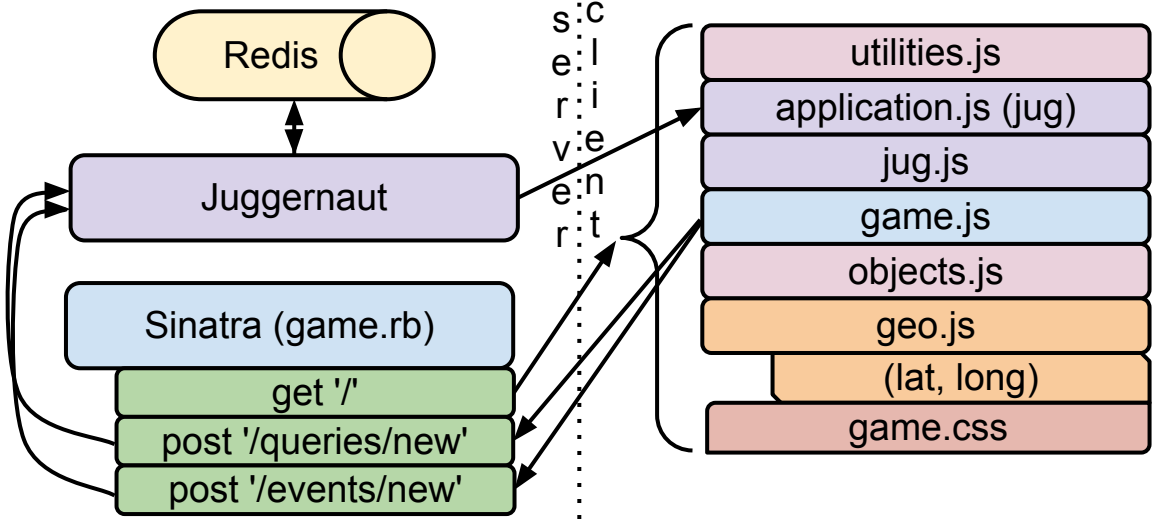 Redis
Juggernaut
Sinatra (game.rb)
get '/'
post '/queries/new'
post '/events/new'
server
client
utilities.js
application.js (jug)
jug.js
game.js
objects.js
geo.js
(lat, long)
game.css